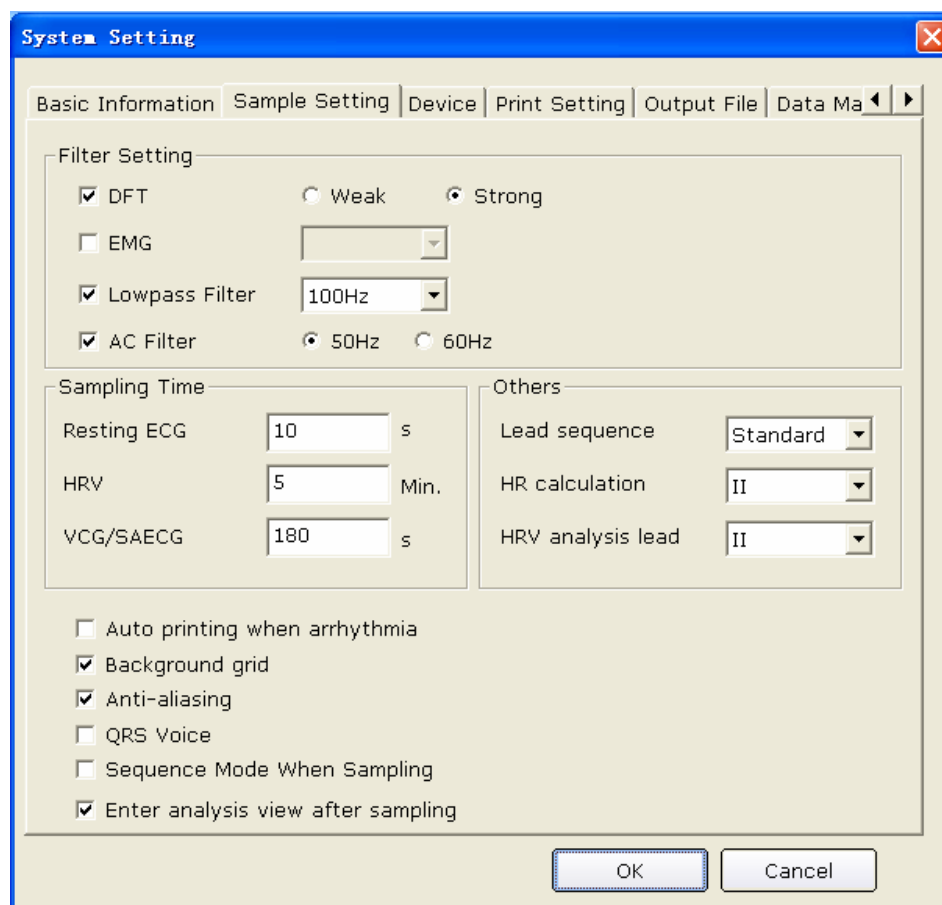 System Setting
Basic Information Sample Setting Device Print Setting Output File Data Ma
Filter Setting
DFT Weak Strong
EMG
Lowpass Filter 100Hz
AC Filter 50Hz 60Hz
Sampling Time
Resting ECG 10 s
HRV 5 Min.
VCG/SAECG 180 s
Others
Lead sequence Standard
HR calculation II
HRV analysis lead II
Auto printing when arrhythmia
Background grid
Anti-aliasing
QRS Voice
Sequence Mode When Sampling
Enter analysis view after sampling
OK Cancel